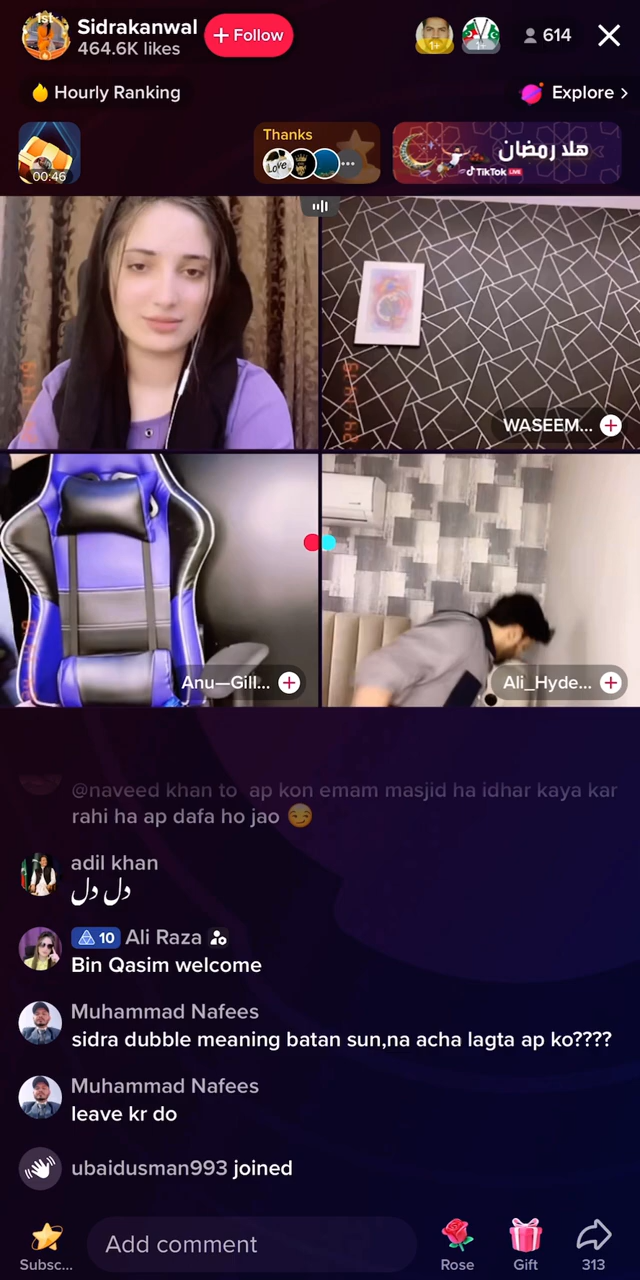 1st
Sidrakanwal
464.6K likes
+ Follow
1+
1+
614
Hourly Ranking
Explore
00:46
Thanks
Love
هلا رمضان
TikTok LIVE
WASEEM...
Anu—Gill...
Ali_Hyde...
@naveed khan to ap kon emam masjid ha idhar kaya kar
rahi ha ap dafa ho jao 😏
adil khan
دل دل
10 Ali Raza
Bin Qasim welcome
Muhammad Nafees
sidra dubble meaning batan sun,na acha lagta ap ko????
Muhammad Nafees
leave kr do
ubaidusman993 joined
Add comment
Subsc...
Rose
Gift
313